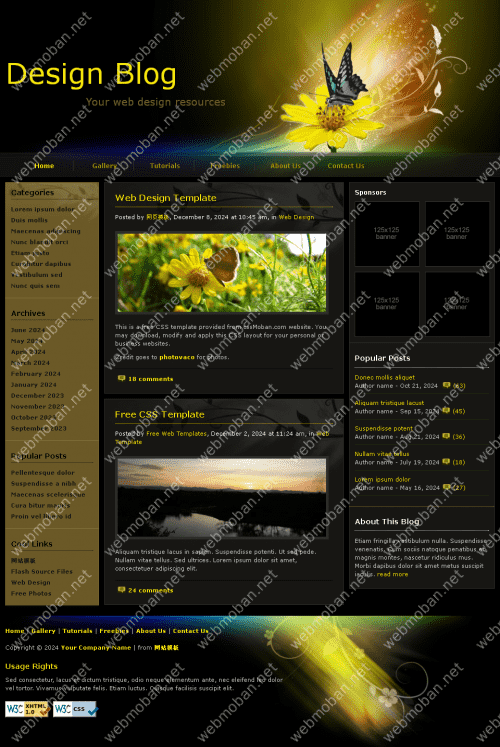 Design Blog
Your web design resources
Home Gallery Tutorials Freebies About Us Contact Us
Categories
Lorem ipsum dolor
Duis mollis
Maecenas adipiscing
Nunc blandit orci
Etiam justo
Curabitur dapibus
Vestibulum sed
Nunc quis sem
Archives
June 2024
May 2024
April 2024
March 2024
February 2024
January 2024
December 2023
November 2023
October 2023
September 2023
Popular Posts
Pellentesque dolor
Suspendisse a nibh
Maecenas scelerisque
Cura bitur mattis
Proin vel libero id
Cool Links
网站模板
Flash Source Files
Web Design
Free Photos
Web Design Template
Posted by 网页模板, December 8, 2024 at 10:45 am, in Web Design
This is a free CSS template provided from cssMoban.com website. You
may download, modify and apply this CSS layout for your personal or
business websites.
Credit goes to photovaco for photos.
18 comments
Free CSS Template
Posted by Free Web Templates, December 2, 2024 at 11:24 am, in Web
Template
Aliquam tristique lacus in sapien. Suspendisse potenti. Ut sed pede.
Nullam vitae tellus. Sed ultrices. Lorem ipsum dolor sit amet,
consectetuer adipiscing elit.
24 comments
Sponsors
125x125
banner
125x125
banner
125x125
banner
125x125
banner
Popular Posts
Donec mollis aliquet
Author name - Oct 21, 2024 (63)
Aliquam tristique lacust
Author name - Sep 15, 2024 (45)
Suspendisse potent
Author name - Aug 21, 2024 (36)
Nullam vitae tellus
Author name - July 19, 2024 (18)
Lorem ipsum dolor
Author name - May 16, 2024 (27)
About This Blog
Etiam fringilla vestibulum nulla. Suspendisse
venenatis. Cum sociis natoque penatibus et
magnis montes, nascetur ridiculus mus.
Morbi dapibus dolor sit amet metus suscipit
iaculis. read more
Home | Gallery | Tutorials | Freebies | About Us | Contact Us
Copyright © 2024 Your Company Name | from 网站模板
Usage Rights
Sed consectetur, lacus et dictum tristique, odio neque elementum ante, nec eleifend leo dolor
vel tortor. Vivamus vulputate felis. Etiam luctus. Quisque facilisis suscipit elit.
W3C XHTML 1.0
W3C CSS
webmoban.net